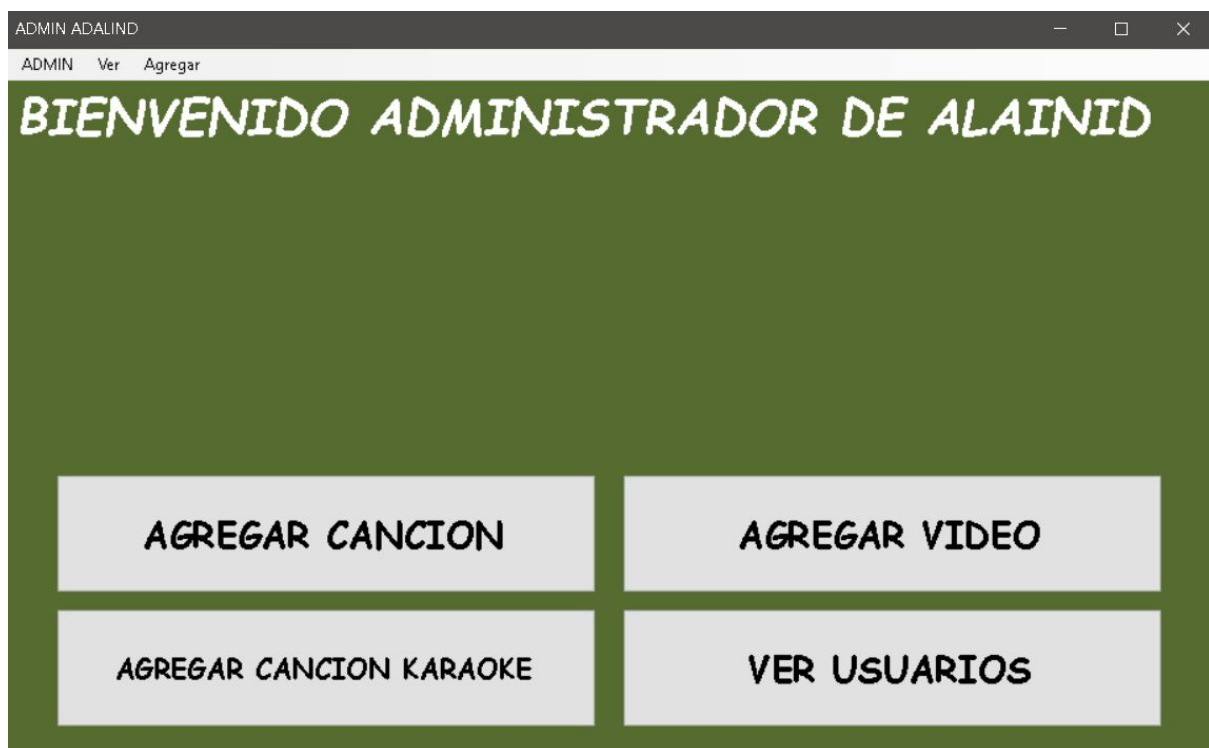 ADMIN ADALIND
ADMIN Ver Agregar
BIENVENIDO ADMINISTRADOR DE ALAINID
AGREGAR CANCION AGREGAR VIDEO
AGREGAR CANCION KARAOKE VER USUARIOS